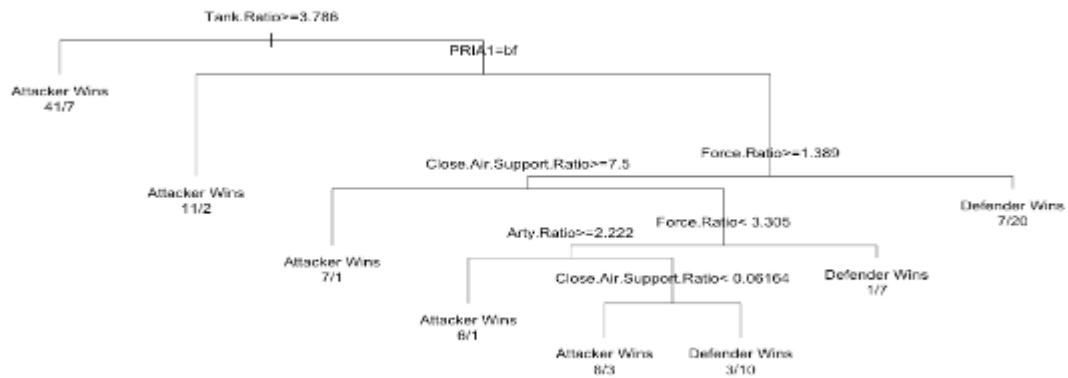 Tank.Ratio>=3.786
PRIA1=bf
Attacker Wins
41/7
Close.Air.Support.Ratio>=7.5
Force.Ratio>=1.389
Attacker Wins
11/2
Defender Wins
7/20
Arty.Ratio>=2.222
Force.Ratio< 3.305
Attacker Wins
7/1
Close.Air.Support.Ratio< 0.06164
Defender Wins
1/7
Attacker Wins
6/1
Attacker Wins
Defender Wins
3/10